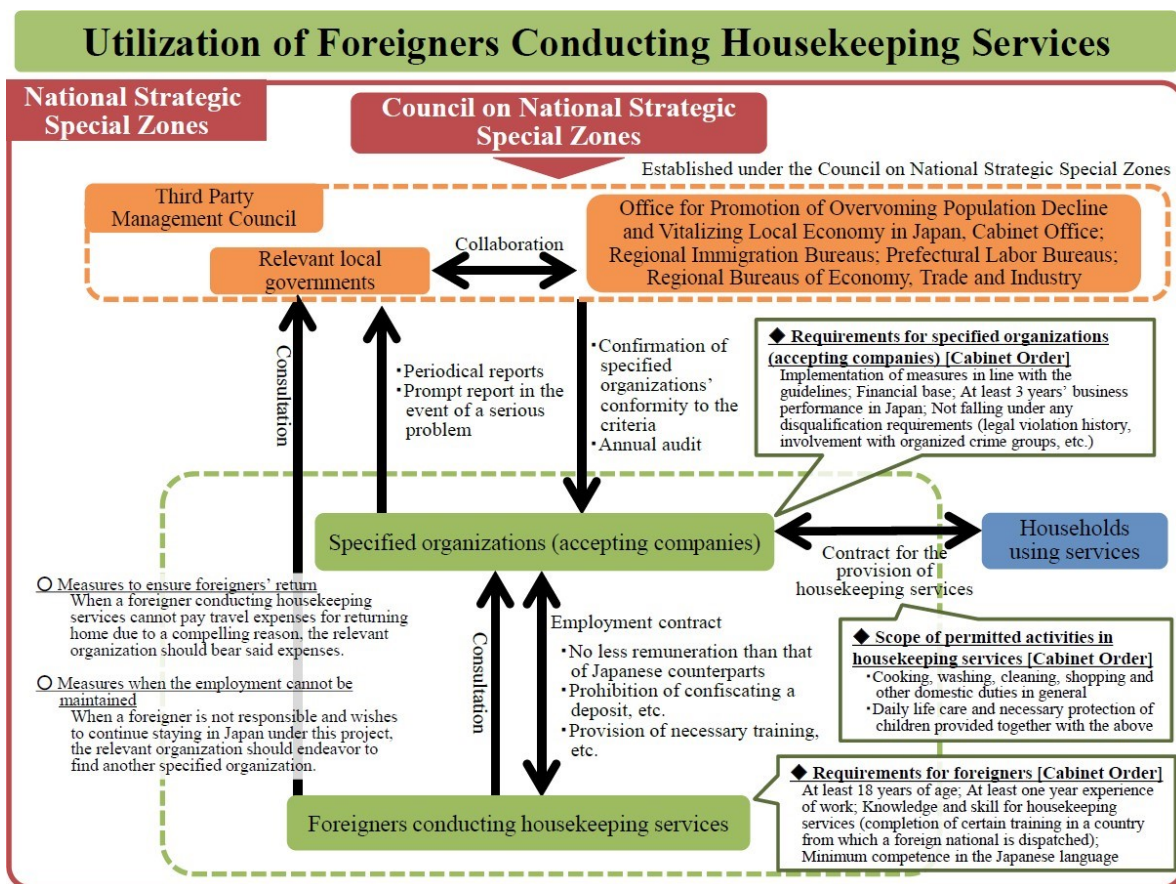 Utilization of Foreigners Conducting Housekeeping Services
National Strategic
Special Zones
Council on National Strategic
Special Zones
Established under the Council on National Strategic Special Zones
Third Party
Management Council
Relevant local
governments
Collaboration
Office for Promotion of Overvoming Population Decline
and Vitalizing Local Economy in Japan, Cabinet Office;
Regional Immigration Bureaus; Prefectural Labor Bureaus;
Regional Bureaus of Economy, Trade and Industry
Consultation
・Periodical reports
・Prompt report in the
event of a serious
problem
・Confirmation of
specified
organizations'
conformity to the
criteria
・Annual audit
◆ Requirements for specified organizations
(accepting companies) [Cabinet Order]
Implementation of measures in line with the
guidelines; Financial base; At least 3 years' business
performance in Japan; Not falling under any
disqualification requirements (legal violation history,
involvement with organized crime groups, etc.)
Specified organizations (accepting companies)
Contract for the
provision of
housekeeping services
Households
using services
○ Measures to ensure foreigners' return
When a foreigner conducting housekeeping
services cannot pay travel expenses for returning
home due to a compelling reason, the relevant
organization should bear said expenses.
○ Measures when the employment cannot be
maintained
When a foreigner is not responsible and wishes
to continue staying in Japan under this project,
the relevant organization should endeavor to
find another specified organization.
Consultation
Employment contract
・No less remuneration than that
of Japanese counterparts
・Prohibition of confiscating a
deposit, etc.
・Provision of necessary training,
etc.
◆ Scope of permitted activities in
housekeeping services [Cabinet Order]
・Cooking, washing, cleaning, shopping and
other domestic duties in general
・Daily life care and necessary protection of
children provided together with the above
Foreigners conducting housekeeping services
◆ Requirements for foreigners [Cabinet Order]
At least 18 years of age; At least one year experience
of work; Knowledge and skill for housekeeping
services (completion of certain training in a country
from which a foreign national is dispatched);
Minimum competence in the Japanese language